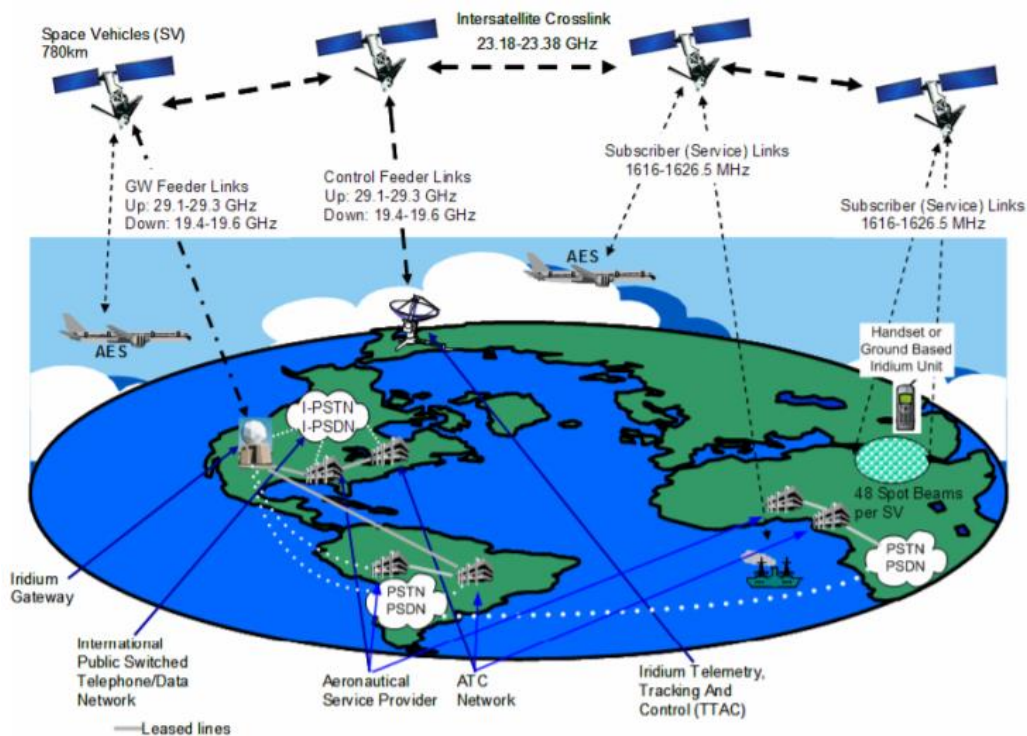 Space Vehicles (SV)
780km
Intersatellite Crosslink
23.18-23.38 GHz
GW Feeder Links
Up: 29.1-29.3 GHz
Down: 19.4-19.6 GHz
Control Feeder Links
Up: 29.1-29.3 GHz
Down: 19.4-19.6 GHz
Subscriber (Service) Links
1616-1626.5 MHz
Subscriber (Service) Links
1616-1626.5 MHz
AES
AES
Handset or
Ground Based
Iridium Unit
I-PSTN
I-PSDN
48 Spot Beams
per SV
PSTN
PSDN
PSTN
PSDN
Iridium
Gateway
International
Public Switched
Telephone/Data
Network
Aeronautical
Service Provider
ATC
Network
Iridium Telemetry,
Tracking And
Control (TTAC)
Leased lines